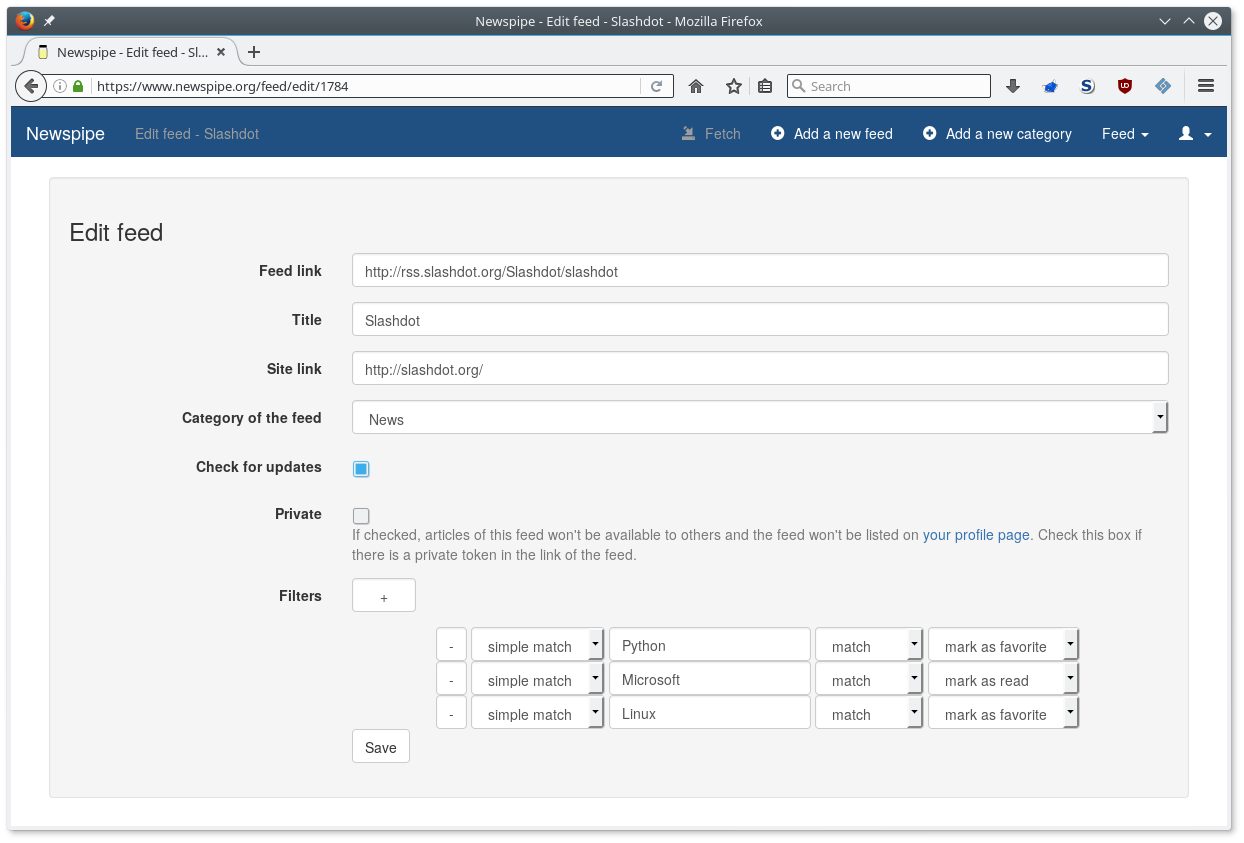 Newspipe - Edit feed - Slashdot - Mozilla Firefox
Newspipe - Edit feed - Sl...
https://www.newspipe.org/feed/edit/1784
Search
Newspipe Edit feed - Slashdot Fetch Add a new feed Add a new category Feed
Edit feed
Feed link http://rss.slashdot.org/Slashdot/slashdot
Title Slashdot
Site link http://slashdot.org/
Category of the feed News
Check for updates
Private
If checked, articles of this feed won't be available to others and the feed won't be listed on your profile page. Check this box if
there is a private token in the link of the feed.
Filters +
- simple match Python match mark as favorite
- simple match Microsoft match mark as read
- simple match Linux match mark as favorite
Save